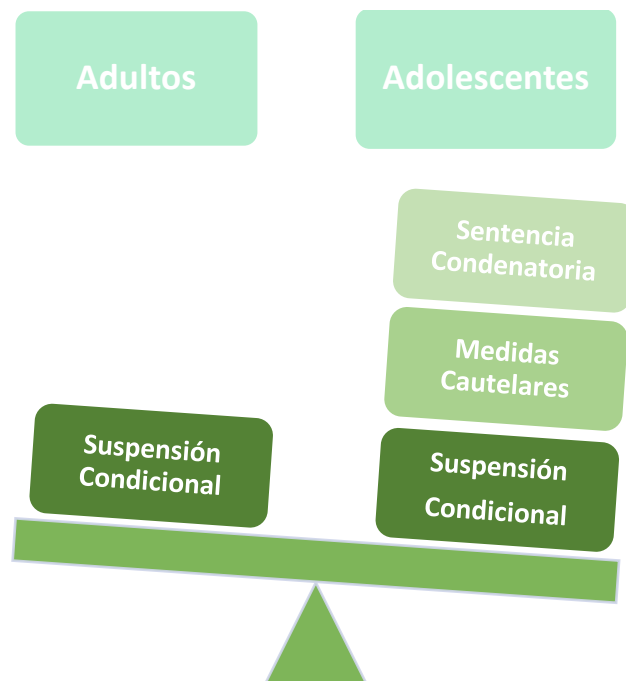 Adultos
Adolescentes
Sentencia
Condenatoria
Medidas
Cautelares
Suspensión
Condicional
Suspensión
Condicional